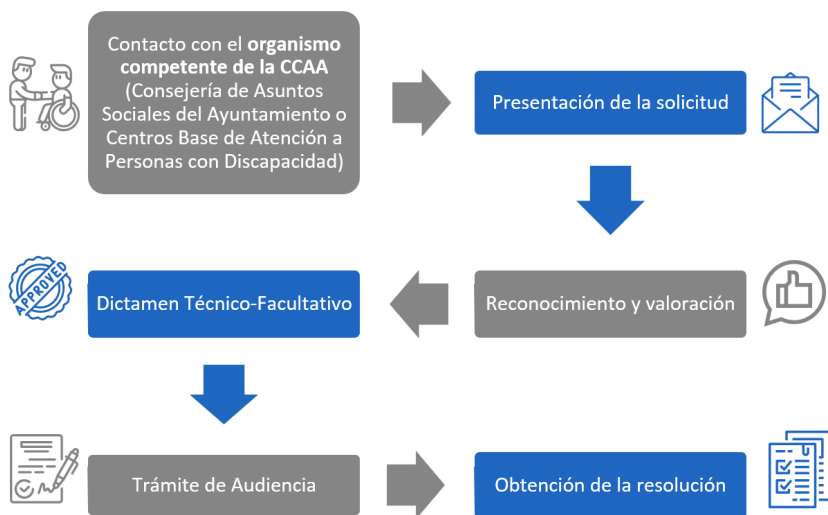 Contacto con el organismo
competente de la CCAA
(Consejería de Asuntos
Sociales del Ayuntamiento o
Centros Base de Atención a
Personas con Discapacidad)
Presentación de la solicitud
Reconocimiento y valoración
Dictamen Técnico-Facultativo
APPROVED
Trámite de Audiencia
Obtención de la resolución